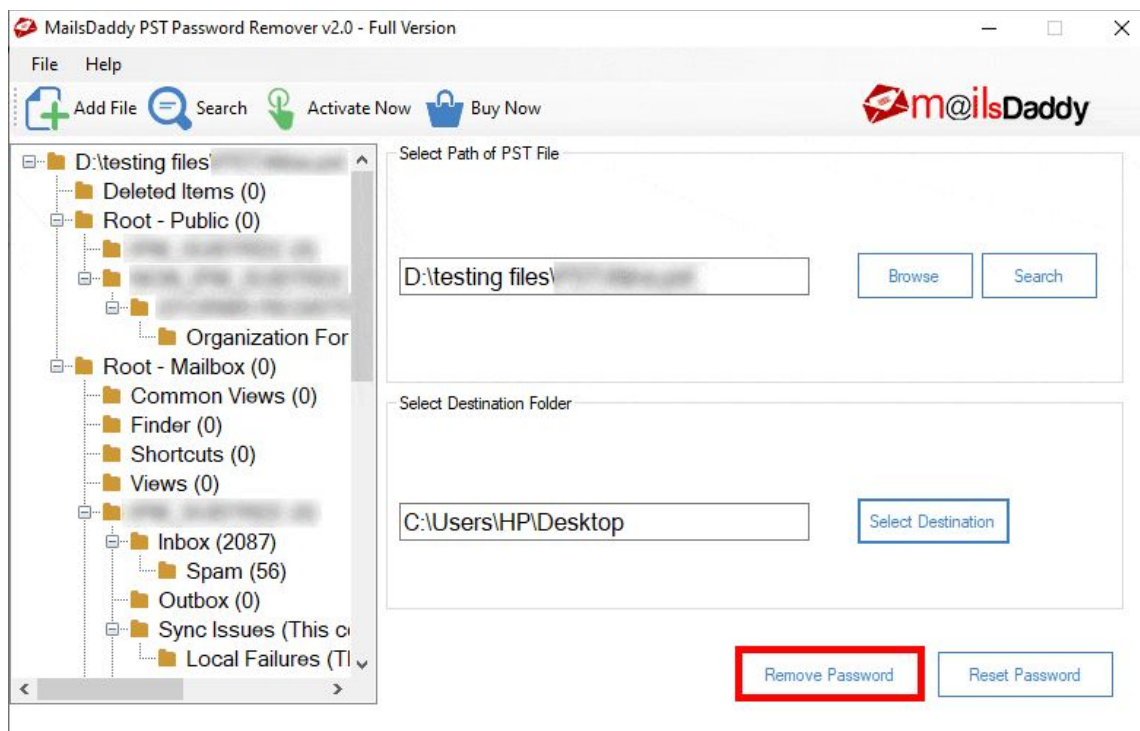 MailsDaddy PST Password Remover v2.0 - Full Version
File Help
Add File Search Activate Now Buy Now
m@ilsDaddy
D:\testing files\
Deleted Items (0)
Root - Public (0)
Organization For
Root - Mailbox (0)
Common Views (0)
Finder (0)
Shortcuts (0)
Views (0)
Inbox (2087)
Spam (56)
Outbox (0)
Sync Issues (This
Local Failures
Select Path of PST File
D:\testing files\
Browse Search
Select Destination Folder
C:\Users\HP\Desktop
Select Destination
Remove Password Reset Password